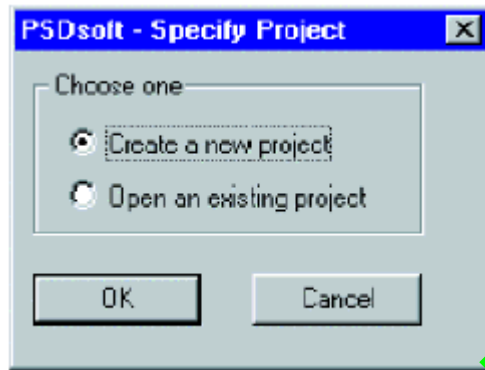 PSDsoft - Specify Project
Choose one
Create a new project
Open an existing project
OK
Cancel